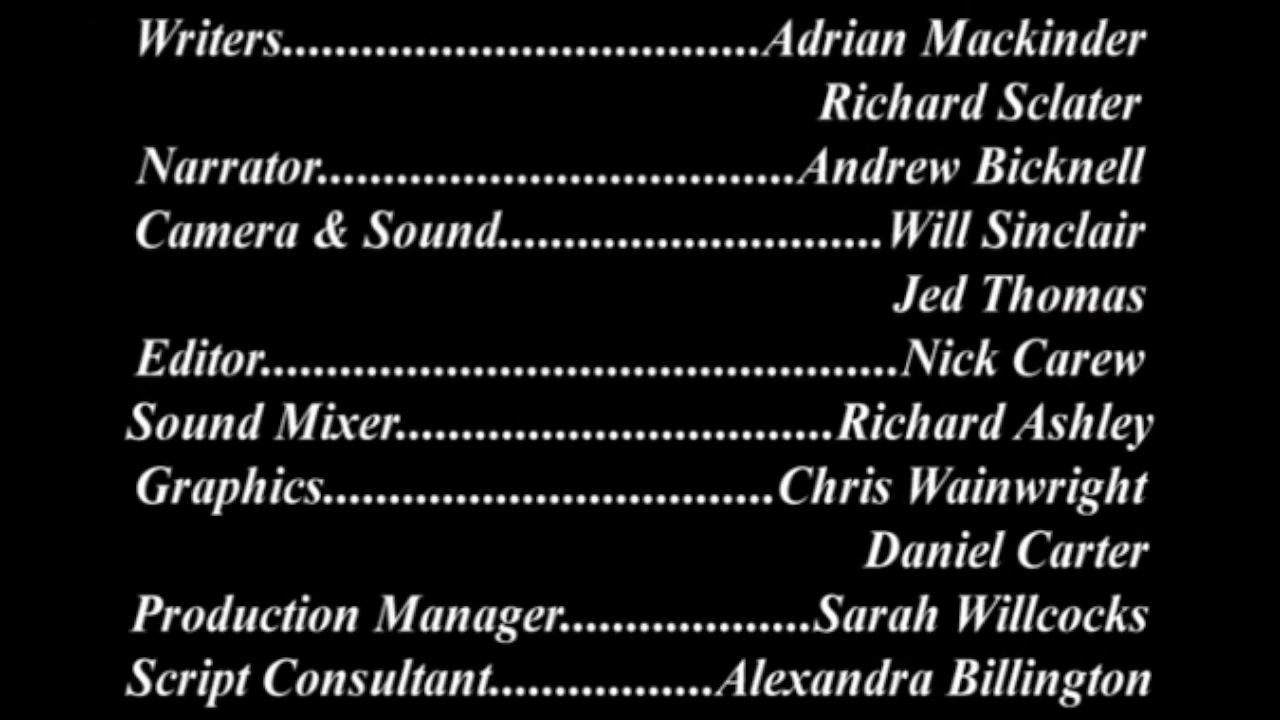 Writers.....................................Adrian Mackinder
Richard Sclater
Narrator.....................................Andrew Bicknell
Camera & Sound..............................Will Sinclair
Jed Thomas
Editor.................................................Nick Carew
Sound Mixer..................................Richard Ashley
Graphics...................................Chris Wainwright
Daniel Carter
Production Manager...................Sarah Willcocks
Script Consultant.................Alexandra Billington